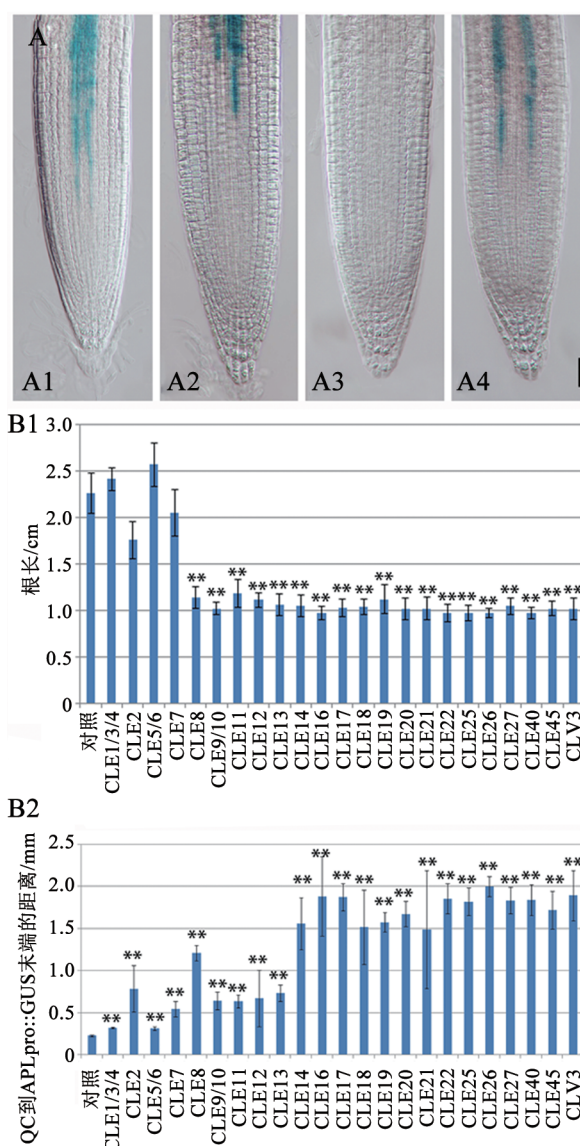 A
A1 A2 A3 A4
B1
根长/cm
3.0
2.5
2.0
1.5
1.0
0.5
0
** ** ** ** ** ** ** ** ** ** ** ** ** ** ** ** ** ** ** **
对照 CLE1/3/4 CLE2 CLE5/6 CLE7 CLE8 CLE9/10 CLE11 CLE12 CLE13 CLE14 CLE16 CLE17 CLE18 CLE19 CLE20 CLE21 CLE22 CLE25 CLE26 CLE27 CLE40 CLE45 CLV3
B2
QC到APLpro::GUS末端的距离/mm
2.5
2.0
1.5
1.0
0.5
0
** ** ** ** ** ** ** ** ** ** ** ** ** ** ** ** ** ** ** ** ** ** **
对照 CLE1/3/4 CLE2 CLE5/6 CLE7 CLE8 CLE9/10 CLE11 CLE12 CLE13 CLE14 CLE16 CLE17 CLE18 CLE19 CLE20 CLE21 CLE22 CLE25 CLE26 CLE27 CLE40 CLE45 CLV3